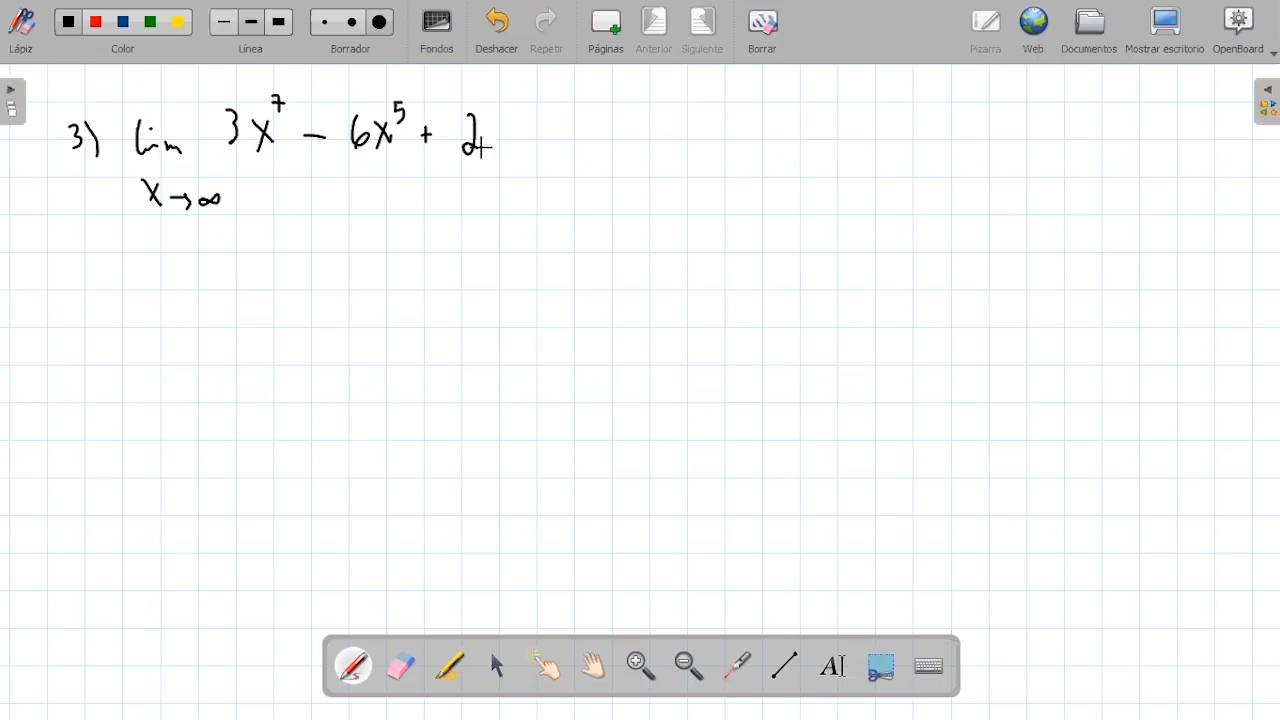 Lápiz Color Línea Borrador Fondos Deshacer Repetir Páginas Anterior Siguiente Borrar Pizarra Web Documentos Mostrar escritorio OpenBoard
3) lim 3x⁷ - 6x⁵ + 2
x→∞
AI